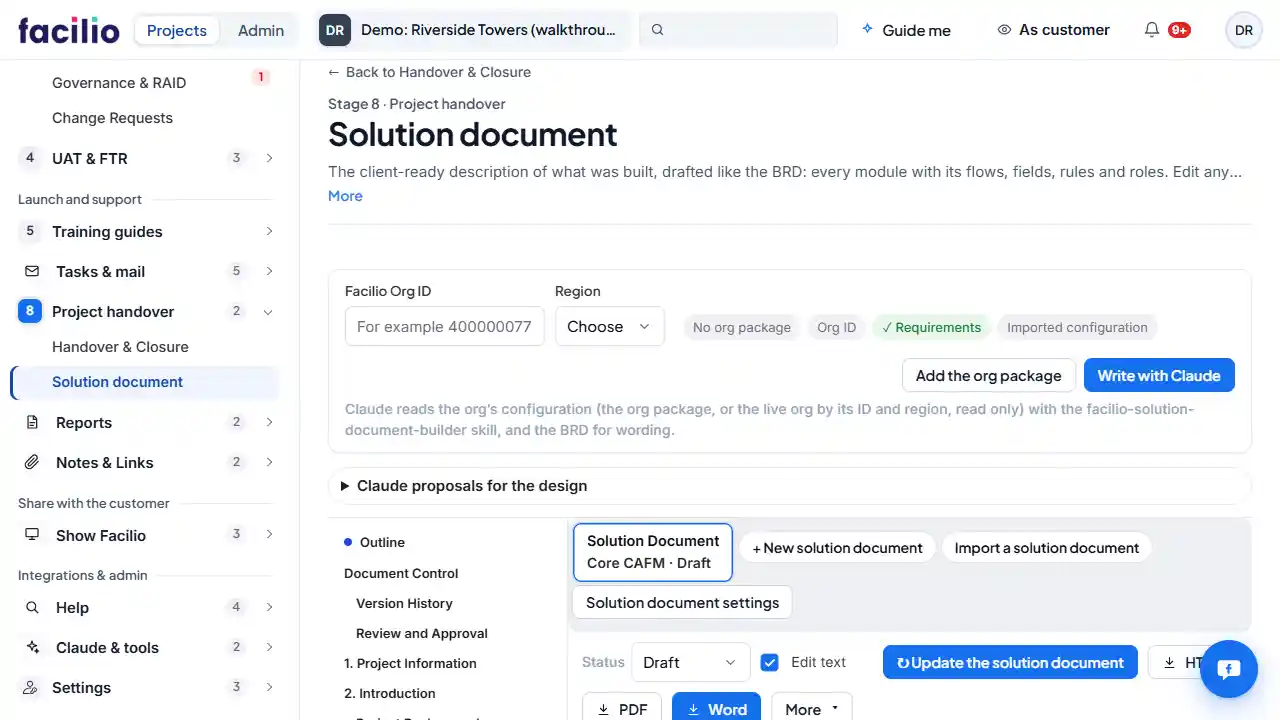 facilio
Projects
Admin
DR
Demo: Riverside Towers (walkthrou...
Guide me
As customer
9+
DR
Governance & RAID
1
Change Requests
4 UAT & FTR 3
Launch and support
5 Training guides
Tasks & mail 5
8 Project handover 2
Handover & Closure
Solution document
Reports 2
Notes & Links 2
Share with the customer
Show Facilio 3
Integrations & admin
Help 4
Claude & tools 2
Settings 3
← Back to Handover & Closure
Stage 8 · Project handover
Solution document
The client-ready description of what was built, drafted like the BRD: every module with its flows, fields, rules and roles. Edit any...
More
Facilio Org ID
Region
For example 400000077
Choose
No org package
Org ID
✓ Requirements
Imported configuration
Add the org package
Write with Claude
Claude reads the org's configuration (the org package, or the live org by its ID and region, read only) with the facilio-solution-
document-builder skill, and the BRD for wording.
▶ Claude proposals for the design
Outline
Document Control
Version History
Review and Approval
1. Project Information
2. Introduction
Solution Document
Core CAFM · Draft
+ New solution document
Import a solution document
Solution document settings
Status
Draft
Edit text
↻ Update the solution document
PDF
Word
More